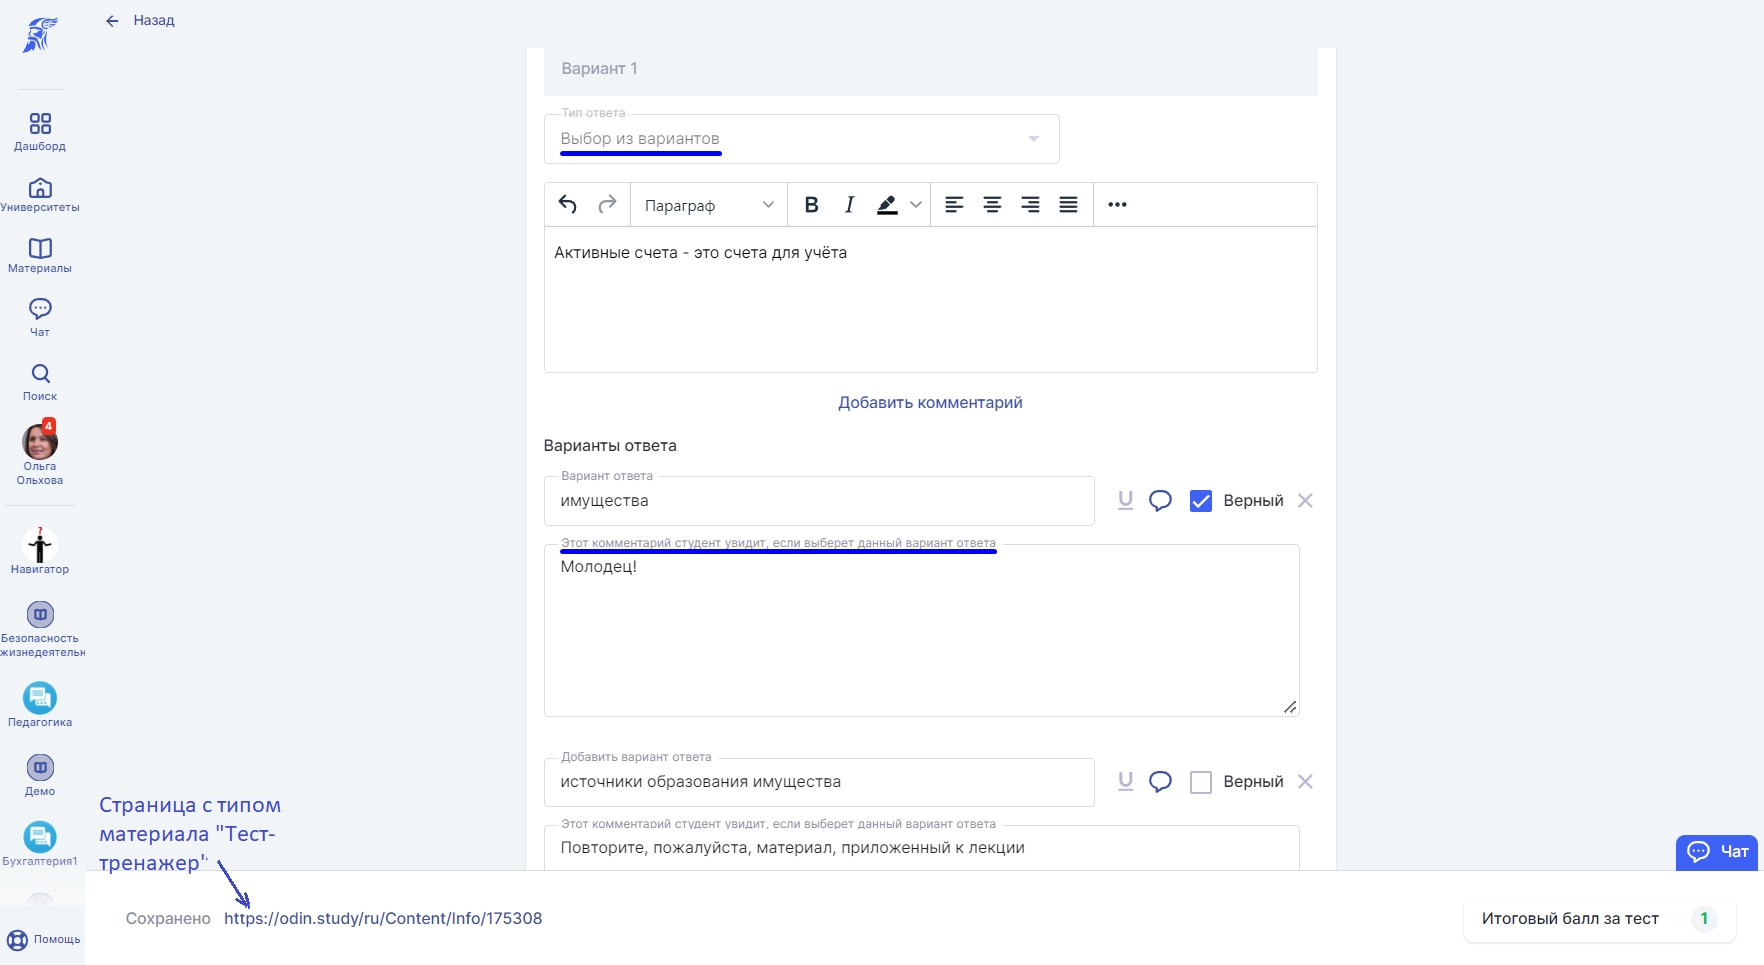 Назад
Дашборд
Университеты
Материалы
Чат
Поиск
4
Ольга
Ольхова
?
Навигатор
Безопасность
жизнедеятельн
Педагогика
Демо
Бухгалтерия1
Помощь
Вариант 1
Тип ответа
Выбор из вариантов
Параграф
B I
Активные счета - это счета для учёта
Добавить комментарий
Варианты ответа
Вариант ответа
имущества
U
Верный
Этот комментарий студент увидит, если выберет данный вариант ответа
Молодец!
Добавить вариант ответа
источники образования имущества
U
Верный
Этот комментарий студент увидит, если выберет данный вариант ответа
Повторите, пожалуйста, материал, приложенный к лекции
Страница с типом
материала "Тест-
тренажер"
Чат
Сохранено https://odin.study/ru/Content/Info/175308
Итоговый балл за тест 1